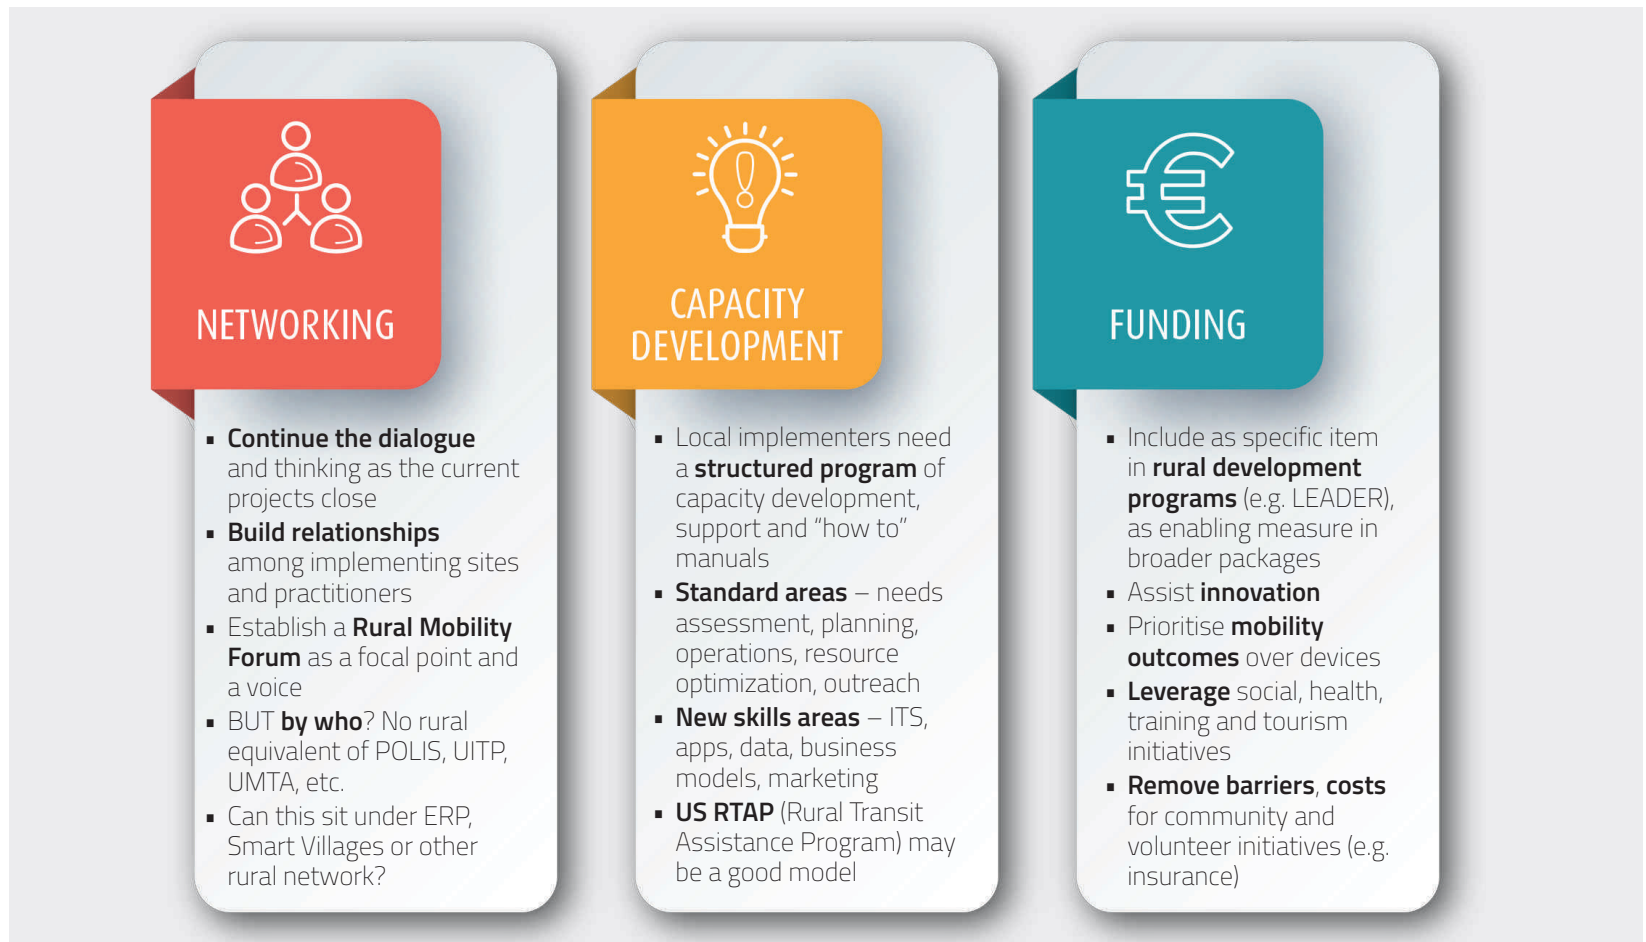 NETWORKING
▪ Continue the dialogue
and thinking as the current
projects close
▪ Build relationships
among implementing sites
and practitioners
▪ Establish a Rural Mobility
Forum as a focal point and
a voice
▪ BUT by who? No rural
equivalent of POLIS, UITP,
UMTA, etc.
▪ Can this sit under ERP,
Smart Villages or other
rural network?
CAPACITY
DEVELOPMENT
▪ Local implementers need
a structured program of
capacity development,
support and “how to”
manuals
▪ Standard areas – needs
assessment, planning,
operations, resource
optimization, outreach
▪ New skills areas – ITS,
apps, data, business
models, marketing
▪ US RTAP (Rural Transit
Assistance Program) may
be a good model
€
FUNDING
▪ Include as specific item
in rural development
programs (e.g. LEADER),
as enabling measure in
broader packages
▪ Assist innovation
▪ Prioritise mobility
outcomes over devices
▪ Leverage social, health,
training and tourism
initiatives
▪ Remove barriers, costs
for community and
volunteer initiatives (e.g.
insurance)